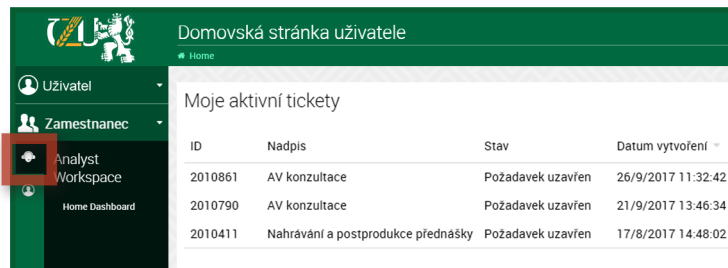 ČZU
Domovská stránka uživatele
Home
Uživatel
Zamestnanec
Analyst
Workspace
Home Dashboard
Moje aktivní tickety
ID Nadpis Stav Datum vytvoření
2010861 AV konzultace Požadavek uzavřen 26/9/2017 11:32:42
2010790 AV konzultace Požadavek uzavřen 21/9/2017 13:46:34
2010411 Nahrávání a postprodukce přednášky Požadavek uzavřen 17/8/2017 14:48:02